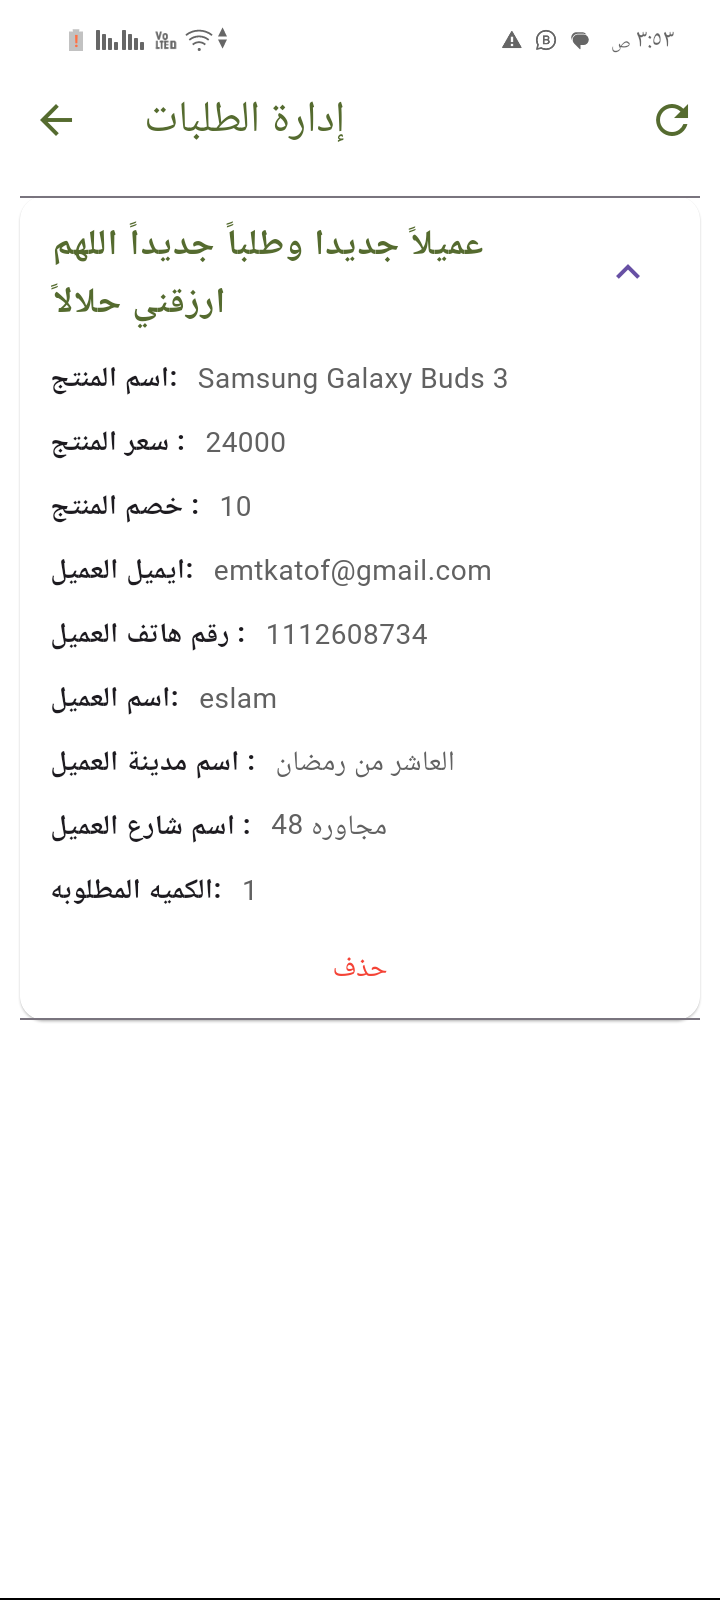 ٣:٥٣ ص
إدارة الطلبات
عميلاً جديدا وطلباً جديداً اللهم
ارزقني حلالاً
اسم المنتج: Samsung Galaxy Buds 3
سعر المنتج : 24000
خصم المنتج : 10
ايميل العميل: emtkatof@gmail.com
رقم هاتف العميل : 1112608734
اسم العميل: eslam
اسم مدينة العميل : العاشر من رمضان
اسم شارع العميل : مجاوره 48
الكميه المطلوبه: 1
حذف